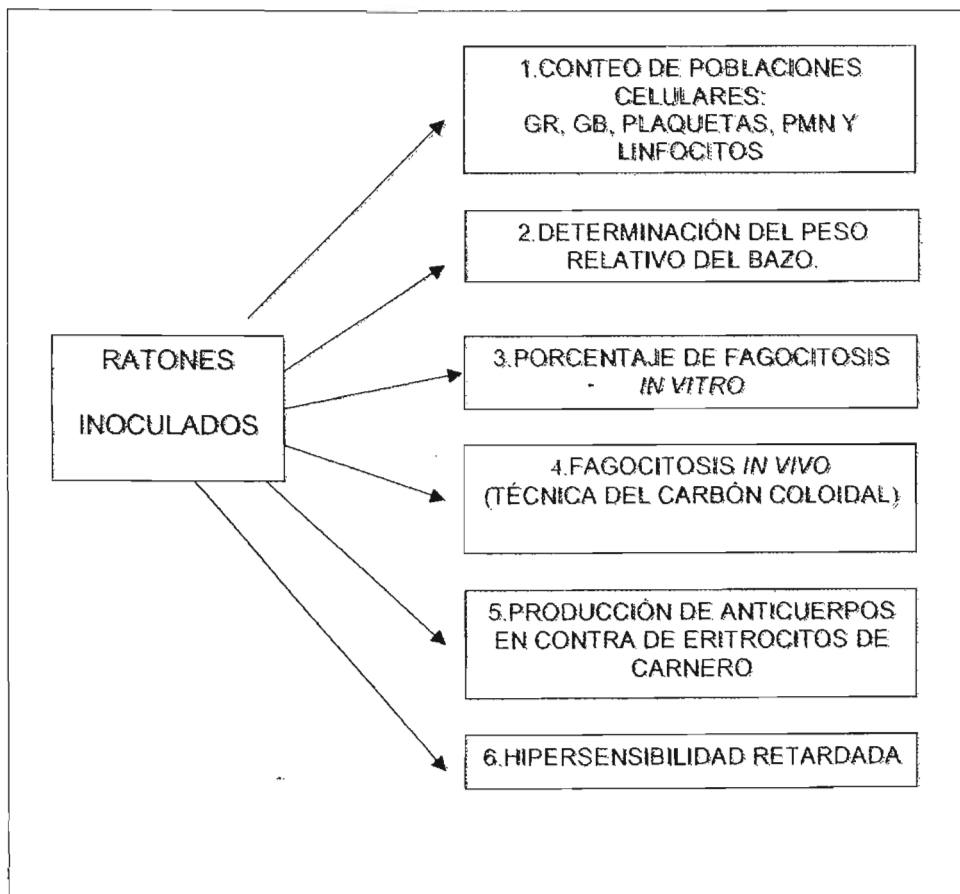 RATONES
INOCULADOS
1.CONTEO DE POBLACIONES
CELULARES:
GR, GB, PLAQUETAS, PMN Y
LINFOCITOS
2.DETERMINACIÓN DEL PESO
RELATIVO DEL BAZO.
3.PORCENTAJE DE FAGOCITOSIS
IN VITRO
4.FAGOCITOSIS IN VIVO
(TÉCNICA DEL CARBÓN COLOIDAL)
5.PRODUCCIÓN DE ANTICUERPOS
EN CONTRA DE ERITROCITOS DE
CARNERO
6.HIPERSENSIBILIDAD RETARDADA